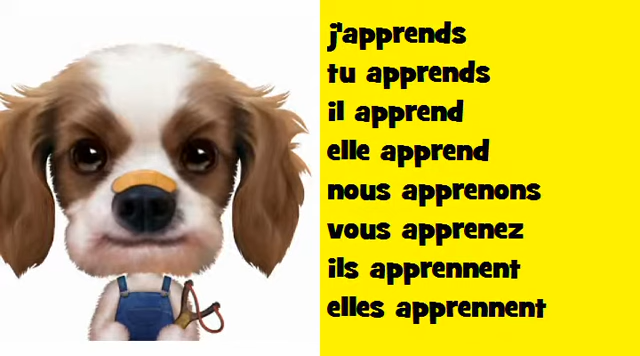 j'apprends
tu apprends
il apprend
elle apprend
nous apprenons
vous apprenez
ils apprennent
elles apprennent